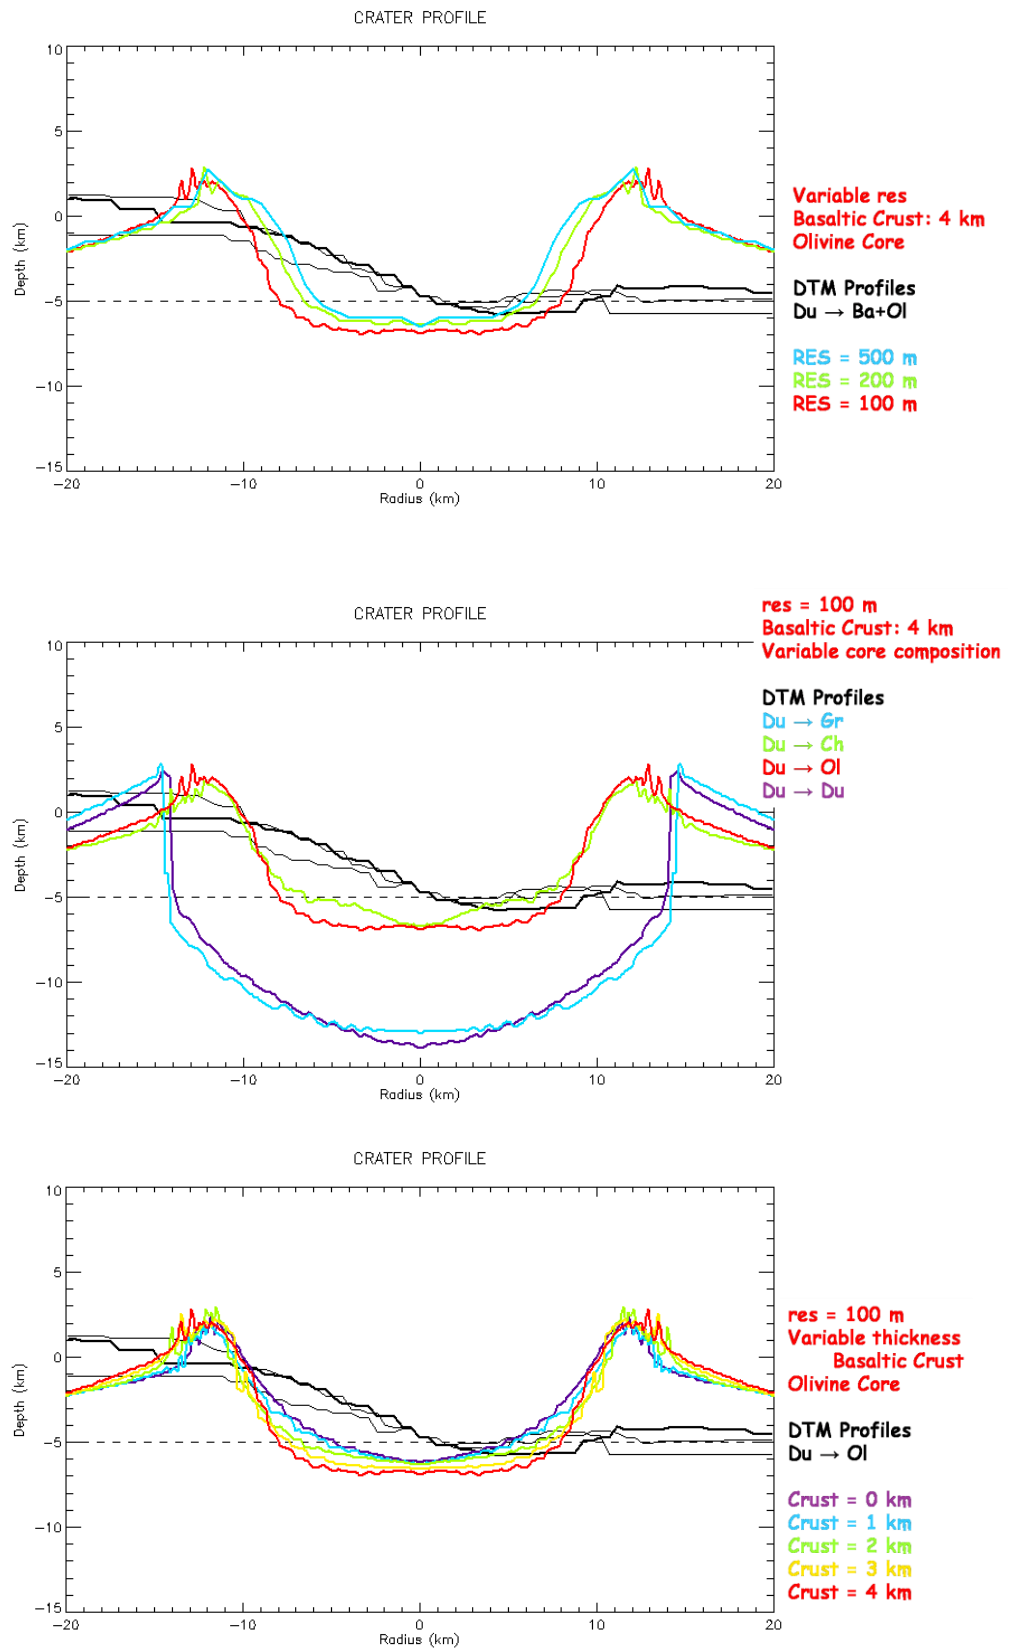 CRATER PROFILE
10
5
0
−5
−10
−15
Depth (km)
−20
−10
0
10
20
Radius (km)
Variable res
Basaltic Crust: 4 km
Olivine Core
DTM Profiles
Du → Ba+Ol
RES = 500 m
RES = 200 m
RES = 100 m
CRATER PROFILE
10
5
0
−5
−10
−15
Depth (km)
−20
−10
0
10
20
Radius (km)
res = 100 m
Basaltic Crust: 4 km
Variable core composition
DTM Profiles
Du → Gr
Du → Ch
Du → Ol
Du → Du
CRATER PROFILE
10
5
0
−5
−10
−15
Depth (km)
−20
−10
0
10
20
Radius (km)
res = 100 m
Variable thickness
Basaltic Crust
Olivine Core
DTM Profiles
Du → Ol
Crust = 0 km
Crust = 1 km
Crust = 2 km
Crust = 3 km
Crust = 4 km